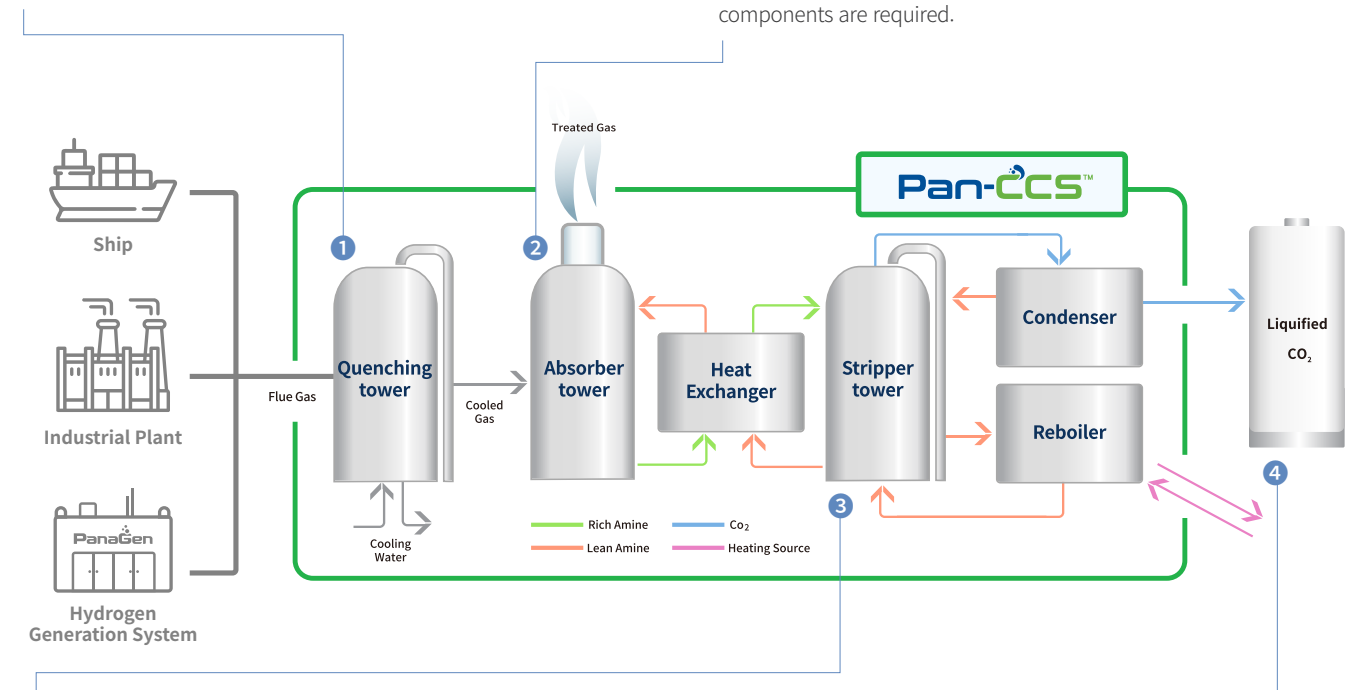 components are required.
Treated Gas
Pan-CCS™
Ship
1
2
Quenching
tower
Absorber
tower
Heat
Exchanger
Stripper
tower
Condenser
Reboiler
Liquified
CO₂
Flue Gas
Cooled
Gas
Industrial Plant
4
3
Cooling
Water
Rich Amine
Co₂
Lean Amine
Heating Source
PanaGen
Hydrogen
Generation System